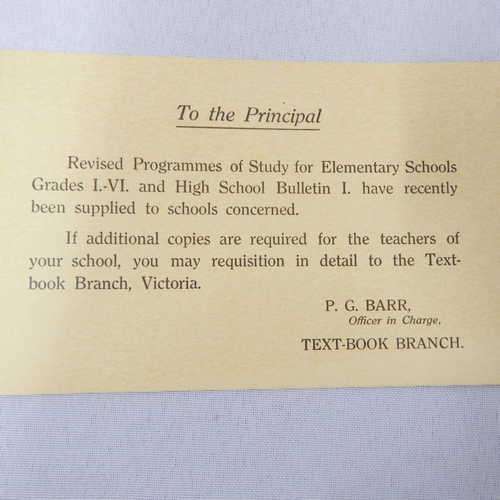 To the Principal
Revised Programmes of Study for Elementary Schools
Grades I.-VI. and High School Bulletin I. have recently
been supplied to schools concerned.
If additional copies are required for the teachers of
your school, you may requisition in detail to the Text-
book Branch, Victoria.
P. G. BARR,
Officer in Charge,
TEXT-BOOK BRANCH.